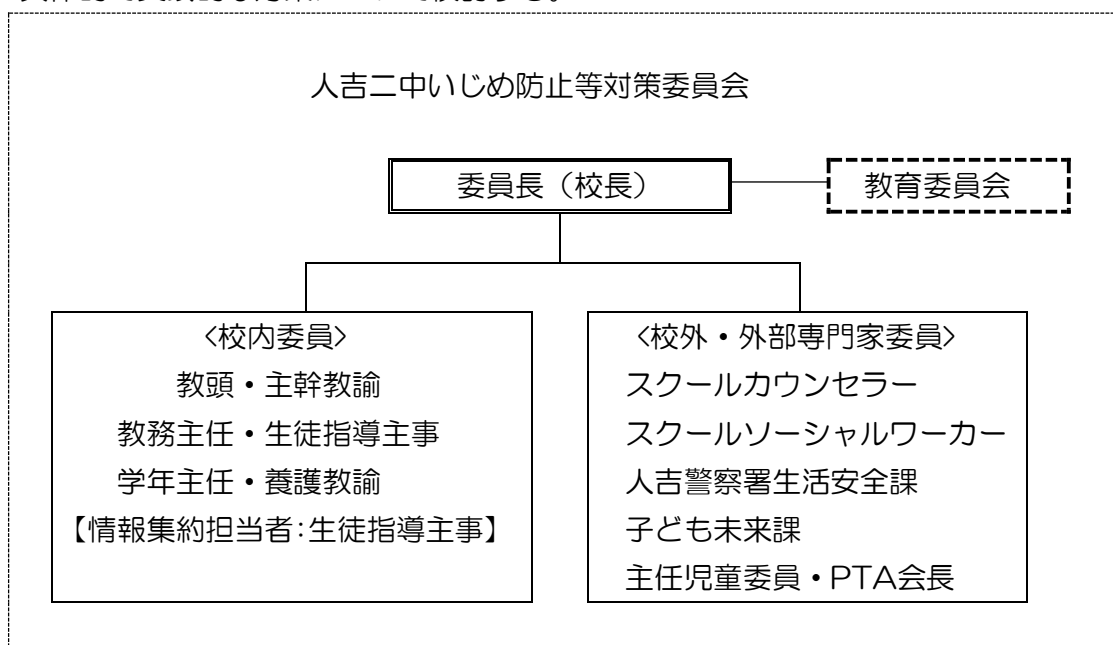 人吉二中いじめ防止等対策委員会
委員長（校長）
教育委員会
〈校内委員〉
教頭・主幹教諭
教務主任・生徒指導主事
学年主任・養護教諭
【情報集約担当者：生徒指導主事】
〈校外・外部専門家委員〉
スクールカウンセラー
スクールソーシャルワーカー
人吉警察署生活安全課
子ども未来課
主任児童委員・PTA会長